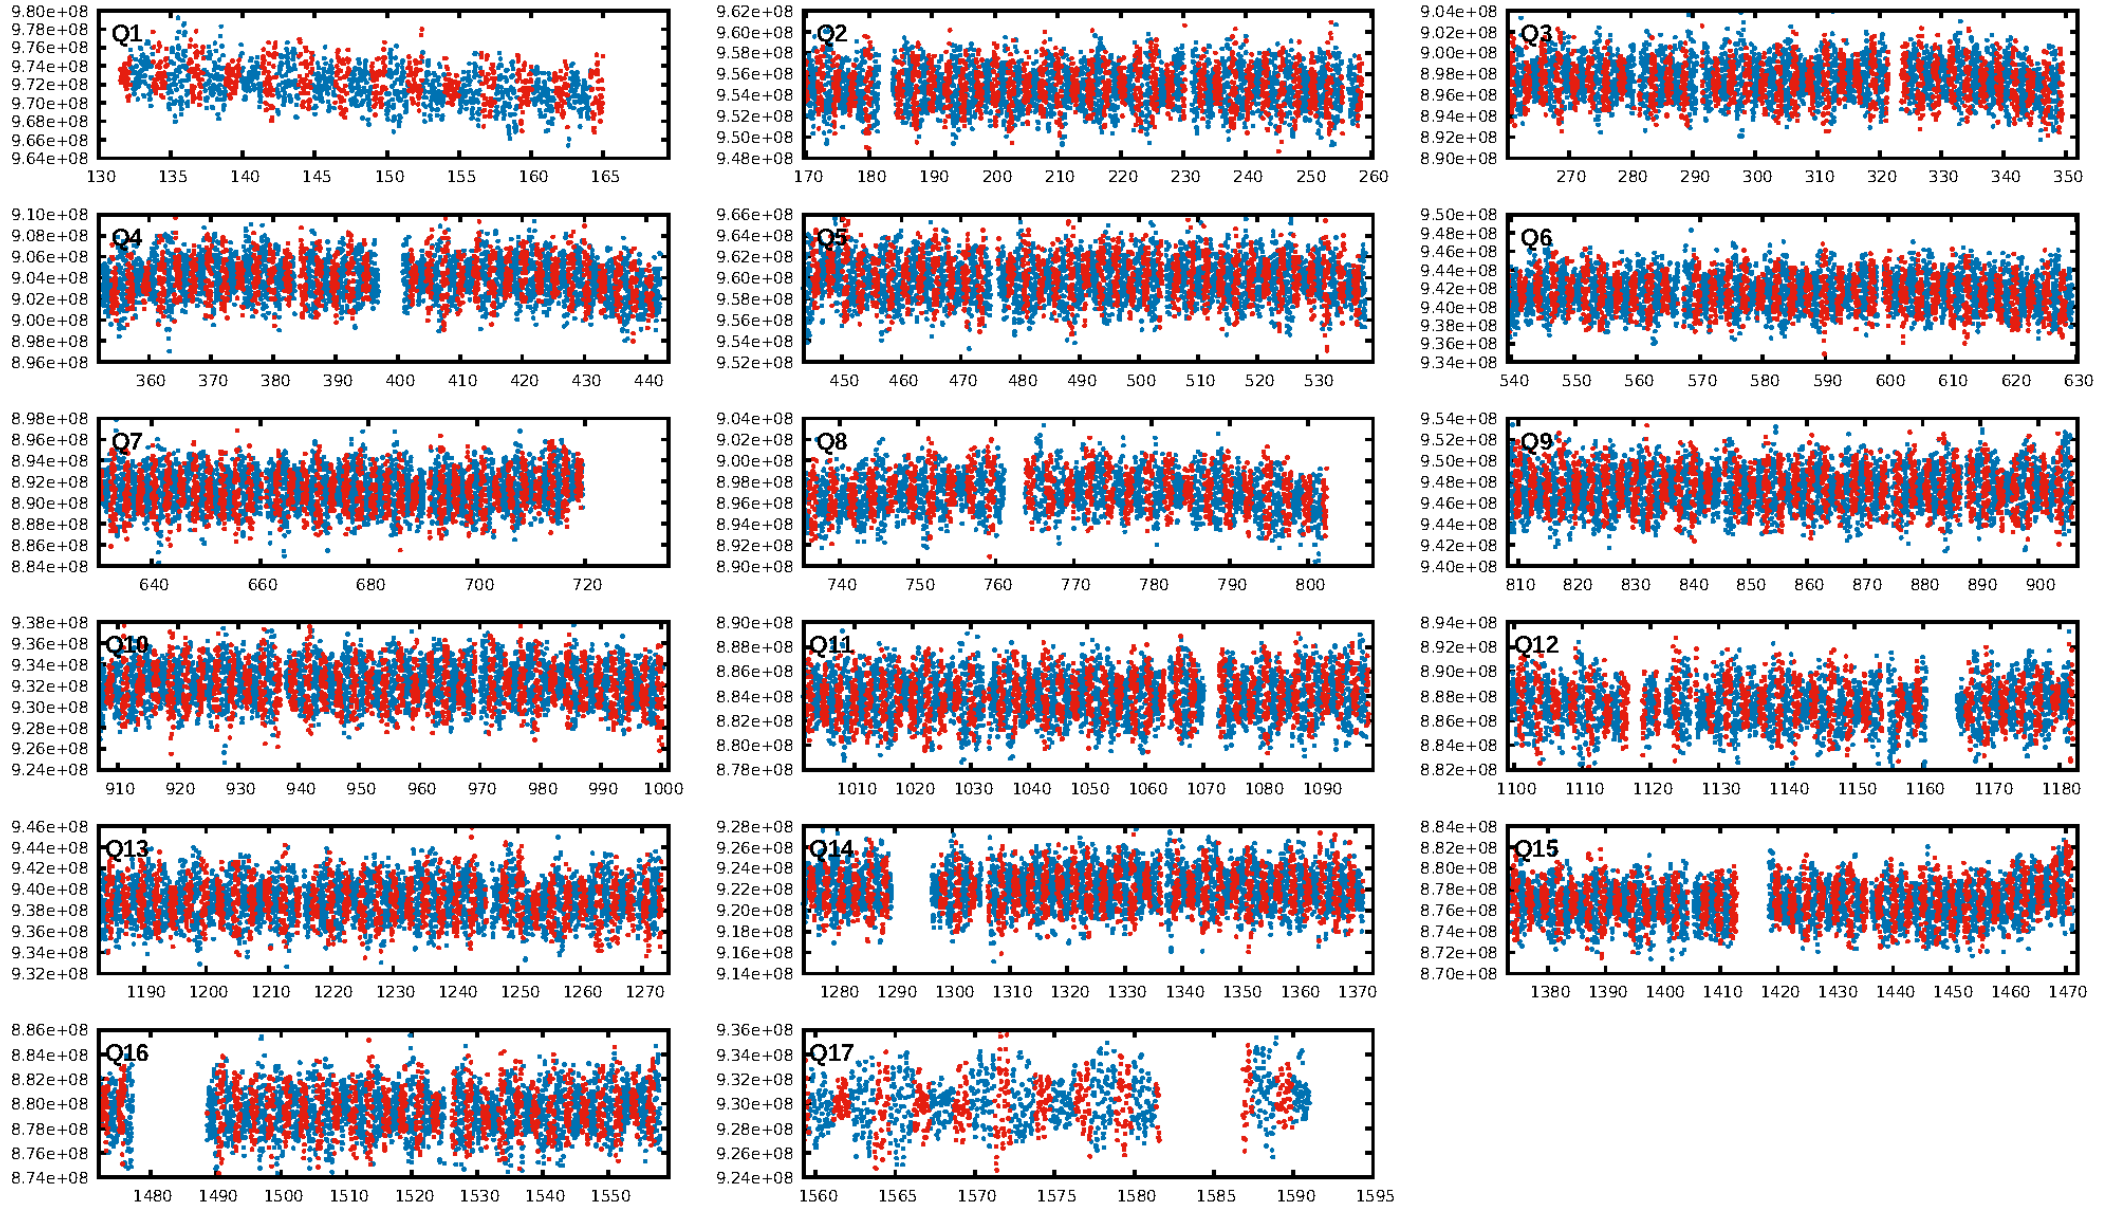 9.80e+08
9.78e+08
9.76e+08
9.74e+08
9.72e+08
9.70e+08
9.68e+08
9.66e+08
9.64e+08
Q1
130 135 140 145 150 155 160 165
9.62e+08
9.60e+08
9.58e+08
9.56e+08
9.54e+08
9.52e+08
9.50e+08
9.48e+08
Q2
170 180 190 200 210 220 230 240 250 260
9.04e+08
9.02e+08
9.00e+08
8.98e+08
8.96e+08
8.94e+08
8.92e+08
8.90e+08
Q3
270 280 290 300 310 320 330 340 350
9.10e+08
9.08e+08
9.06e+08
9.04e+08
9.02e+08
9.00e+08
8.98e+08
8.96e+08
Q4
360 370 380 390 400 410 420 430 440
9.66e+08
9.64e+08
9.62e+08
9.60e+08
9.58e+08
9.56e+08
9.54e+08
9.52e+08
Q5
450 460 470 480 490 500 510 520 530
9.50e+08
9.48e+08
9.46e+08
9.44e+08
9.42e+08
9.40e+08
9.38e+08
9.36e+08
9.34e+08
Q6
540 550 560 570 580 590 600 610 620 630
8.98e+08
8.96e+08
8.94e+08
8.92e+08
8.90e+08
8.88e+08
8.86e+08
8.84e+08
Q7
640 660 680 700 720
9.04e+08
9.02e+08
9.00e+08
8.98e+08
8.96e+08
8.94e+08
8.92e+08
8.90e+08
Q8
740 750 760 770 780 790 800
9.54e+08
9.52e+08
9.50e+08
9.48e+08
9.46e+08
9.44e+08
9.42e+08
9.40e+08
Q9
810 820 830 840 850 860 870 880 890 900
9.38e+08
9.36e+08
9.34e+08
9.32e+08
9.30e+08
9.28e+08
9.26e+08
9.24e+08
Q10
910 920 930 940 950 960 970 980 990 1000
8.90e+08
8.88e+08
8.86e+08
8.84e+08
8.82e+08
8.80e+08
8.78e+08
Q11
1010 1020 1030 1040 1050 1060 1070 1080 1090
8.94e+08
8.92e+08
8.90e+08
8.88e+08
8.86e+08
8.84e+08
8.82e+08
Q12
1100 1110 1120 1130 1140 1150 1160 1170 1180
9.46e+08
9.44e+08
9.42e+08
9.40e+08
9.38e+08
9.36e+08
9.34e+08
9.32e+08
Q13
1190 1200 1210 1220 1230 1240 1250 1260 1270
9.28e+08
9.26e+08
9.24e+08
9.22e+08
9.20e+08
9.18e+08
9.16e+08
9.14e+08
Q14
1280 1290 1300 1310 1320 1330 1340 1350 1360 1370
8.84e+08
8.82e+08
8.80e+08
8.78e+08
8.76e+08
8.74e+08
8.72e+08
8.70e+08
Q15
1380 1390 1400 1410 1420 1430 1440 1450 1460 1470
8.86e+08
8.84e+08
8.82e+08
8.80e+08
8.78e+08
8.76e+08
8.74e+08
Q16
1480 1490 1500 1510 1520 1530 1540 1550
9.36e+08
9.34e+08
9.32e+08
9.30e+08
9.28e+08
9.26e+08
9.24e+08
Q17
1560 1565 1570 1575 1580 1585 1590 1595